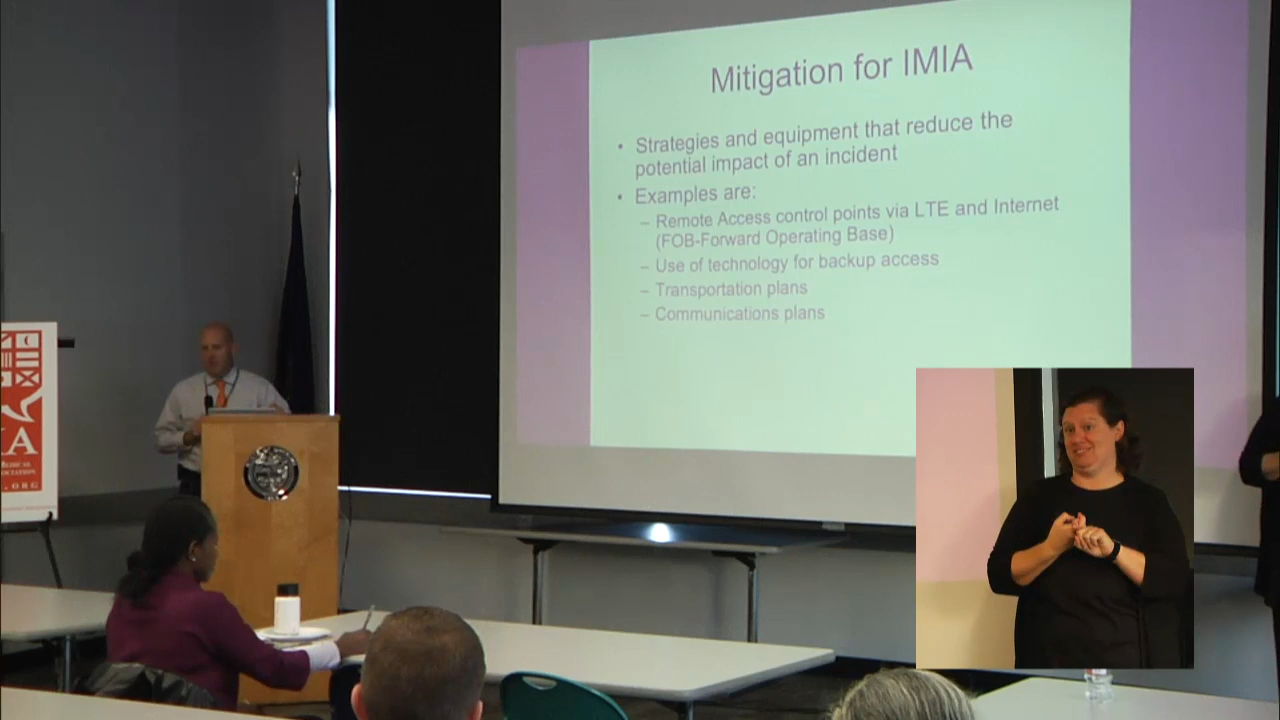 Mitigation for IMIA
• Strategies and equipment that reduce the
potential impact of an incident
• Examples are:
– Remote Access control points via LTE and Internet
(FOB-Forward Operating Base)
– Use of technology for backup access
– Transportation plans
– Communications plans
IA
.ORG